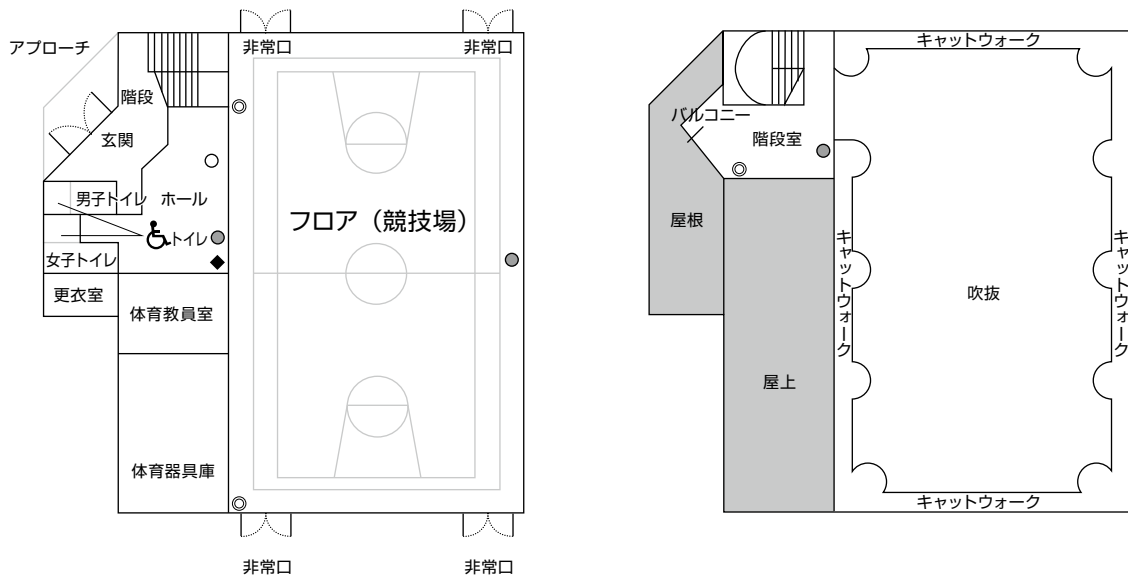 アプローチ
非常口
非常口
階段
玄関
男子トイレ
ホール
トイレ
女子トイレ
更衣室
体育教員室
体育器具庫
フロア（競技場）
非常口
非常口
キャットウォーク
バルコニー
階段室
屋根
屋上
キャットウォーク
吹抜
キャットウォーク
キャットウォーク